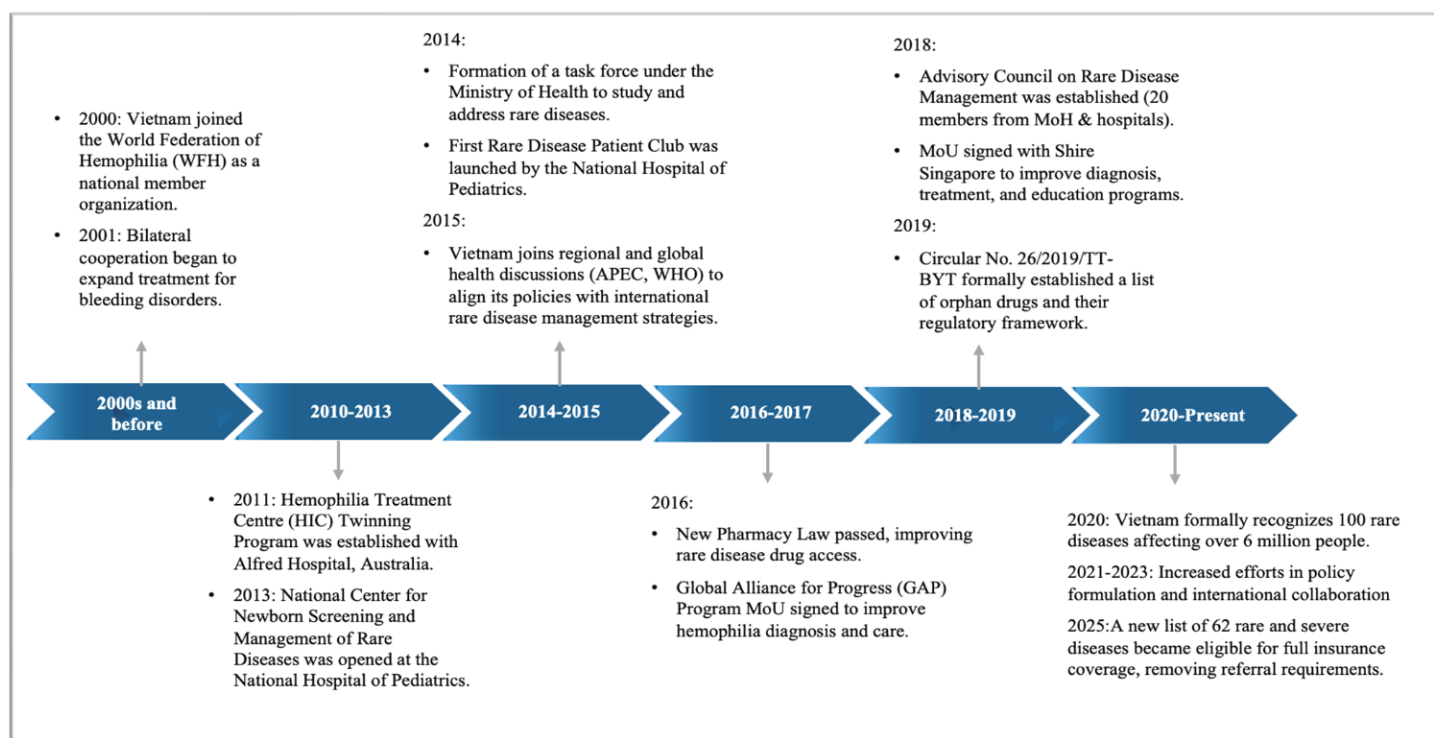 2014:
• Formation of a task force under the
Ministry of Health to study and
address rare diseases.
• First Rare Disease Patient Club was
launched by the National Hospital of
Pediatrics.
2015:
• Vietnam joins regional and global
health discussions (APEC, WHO) to
align its policies with international
rare disease management strategies.
2018:
• Advisory Council on Rare Disease
Management was established (20
members from MoH & hospitals).
• MoU signed with Shire
Singapore to improve diagnosis,
treatment, and education programs.
2019:
• Circular No. 26/2019/TT-
BYT formally established a list
of orphan drugs and their
regulatory framework.
• 2000: Vietnam joined
the World Federation of
Hemophilia (WFH) as a
national member
organization.
• 2001: Bilateral
cooperation began to
expand treatment for
bleeding disorders.
2000s and
before
2010-2013
2014-2015
2016-2017
2018-2019
2020-Present
• 2011: Hemophilia Treatment
Centre (HIC) Twinning
Program was established with
Alfred Hospital, Australia.
• 2013: National Center for
Newborn Screening and
Management of Rare
Diseases was opened at the
National Hospital of Pediatrics.
2016:
• New Pharmacy Law passed, improving
rare disease drug access.
• Global Alliance for Progress (GAP)
Program MoU signed to improve
hemophilia diagnosis and care.
2020: Vietnam formally recognizes 100 rare
diseases affecting over 6 million people.
2021-2023: Increased efforts in policy
formulation and international collaboration
2025:A new list of 62 rare and severe
diseases became eligible for full insurance
coverage, removing referral requirements.